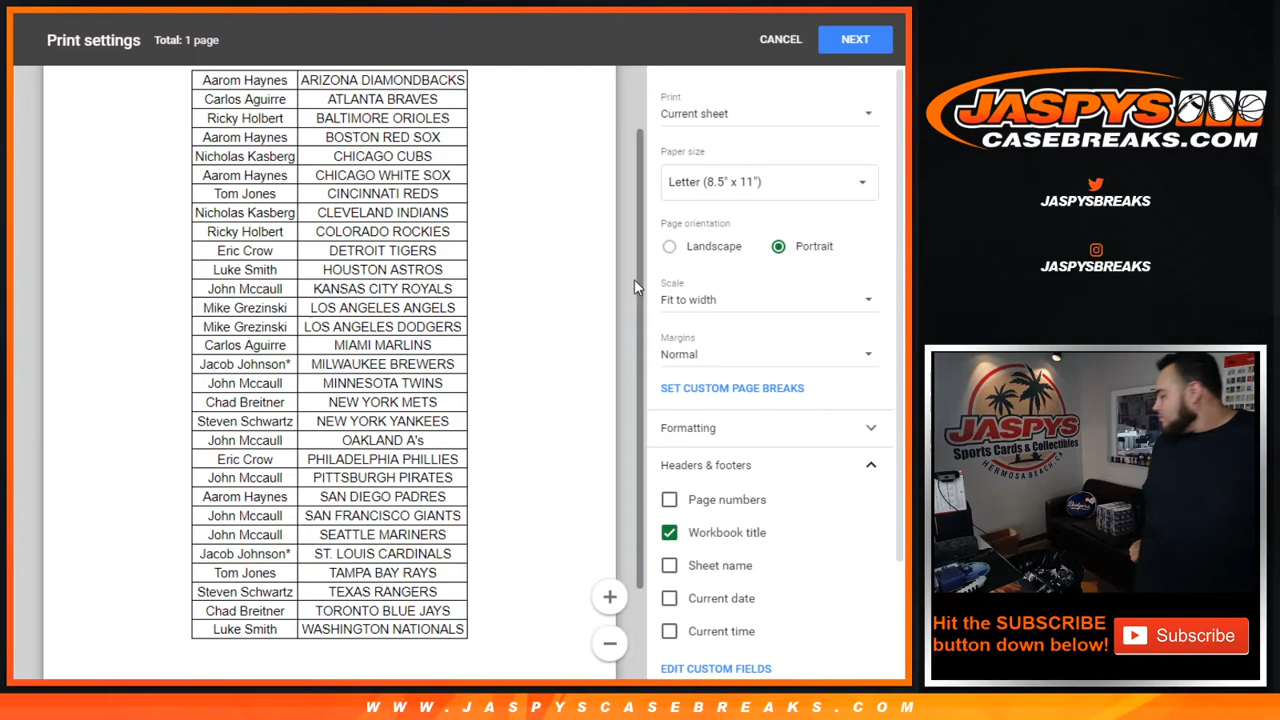 Print settings Total: 1 page CANCEL NEXT
Aarom Haynes ARIZONA DIAMONDBACKS
Carlos Aguirre ATLANTA BRAVES
Ricky Holbert BALTIMORE ORIOLES
Aarom Haynes BOSTON RED SOX
Nicholas Kasberg CHICAGO CUBS
Aarom Haynes CHICAGO WHITE SOX
Tom Jones CINCINNATI REDS
Nicholas Kasberg CLEVELAND INDIANS
Ricky Holbert COLORADO ROCKIES
Eric Crow DETROIT TIGERS
Luke Smith HOUSTON ASTROS
John Mccaull KANSAS CITY ROYALS
Mike Grezinski LOS ANGELES ANGELS
Mike Grezinski LOS ANGELES DODGERS
Carlos Aguirre MIAMI MARLINS
Jacob Johnson* MILWAUKEE BREWERS
John Mccaull MINNESOTA TWINS
Chad Breitner NEW YORK METS
Steven Schwartz NEW YORK YANKEES
John Mccaull OAKLAND A's
Eric Crow PHILADELPHIA PHILLIES
John Mccaull PITTSBURGH PIRATES
Aarom Haynes SAN DIEGO PADRES
John Mccaull SAN FRANCISCO GIANTS
John Mccaull SEATTLE MARINERS
Jacob Johnson* ST. LOUIS CARDINALS
Tom Jones TAMPA BAY RAYS
Steven Schwartz TEXAS RANGERS
Chad Breitner TORONTO BLUE JAYS
Luke Smith WASHINGTON NATIONALS
Print
Current sheet
Paper size
Letter (8.5" x 11")
Page orientation
Landscape Portrait
Scale
Fit to width
Margins
Normal
SET CUSTOM PAGE BREAKS
Formatting
Headers & footers
Page numbers
Workbook title
Sheet name
Current date
Current time
EDIT CUSTOM FIELDS
JASPYS
CASEBREAKS.COM
JASPYSBREAKS
JASPYSBREAKS
JASPYS
Sports Cards & Collectibles
HERMOSA BEACH, CA
Dodgers
Hit the SUBSCRIBE
button down below!
Subscribe
WWW.JASPYSCASEBREAKS.COM